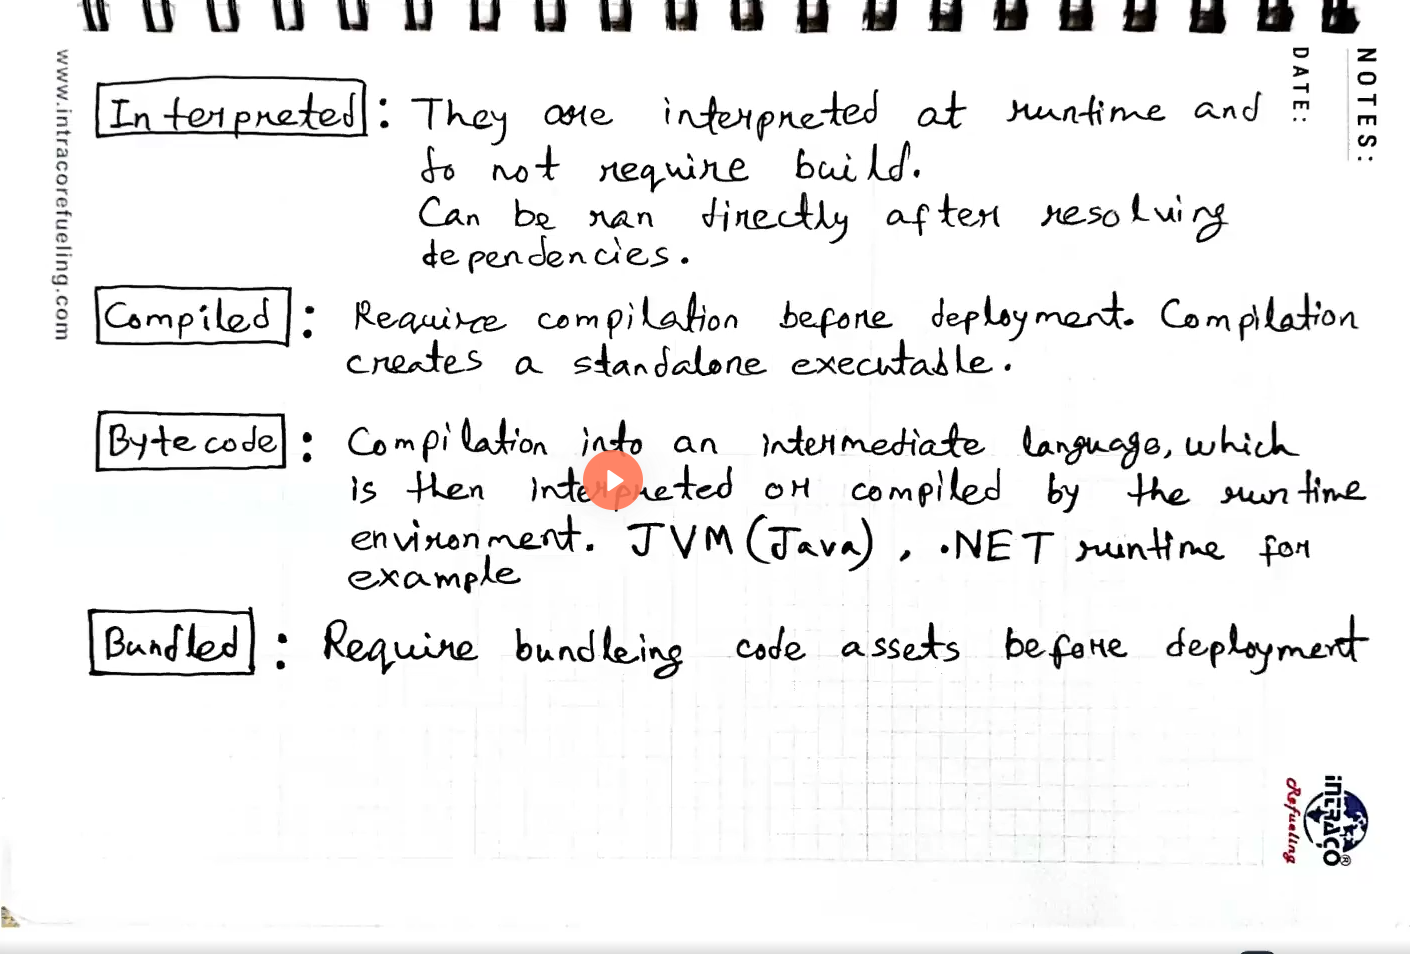 NOTES:
DATE:
www.intracorefueling.com
Interpreted : They are interpreted at runtime and
do not require build.
Can be ran directly after resolving
dependencies.
Compiled : Require compilation before deployment. Compilation
creates a standalone executable.
Bytecode : Compilation into an intermediate language, which
is then interpreted or compiled by the runtime
environment. JVM (Java) , .NET runtime for
example
Bundled : Require bundleing code assets before deployment
inTRACO®
Refueling